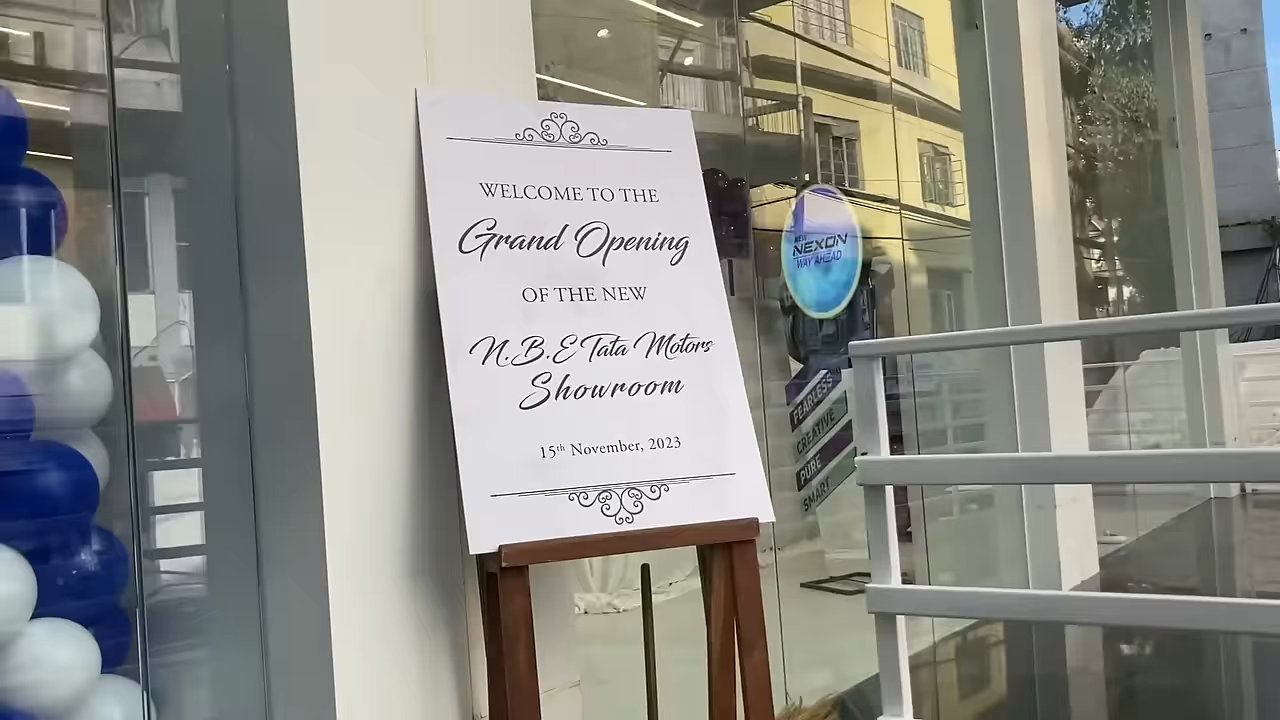 WELCOME TO THE
Grand Opening
OF THE NEW
N.B.E Tata Motors
Showroom
15th November, 2023
NEW
NEXON
WAY AHEAD
FEARLESS
CREATIVE
PURE
SMART